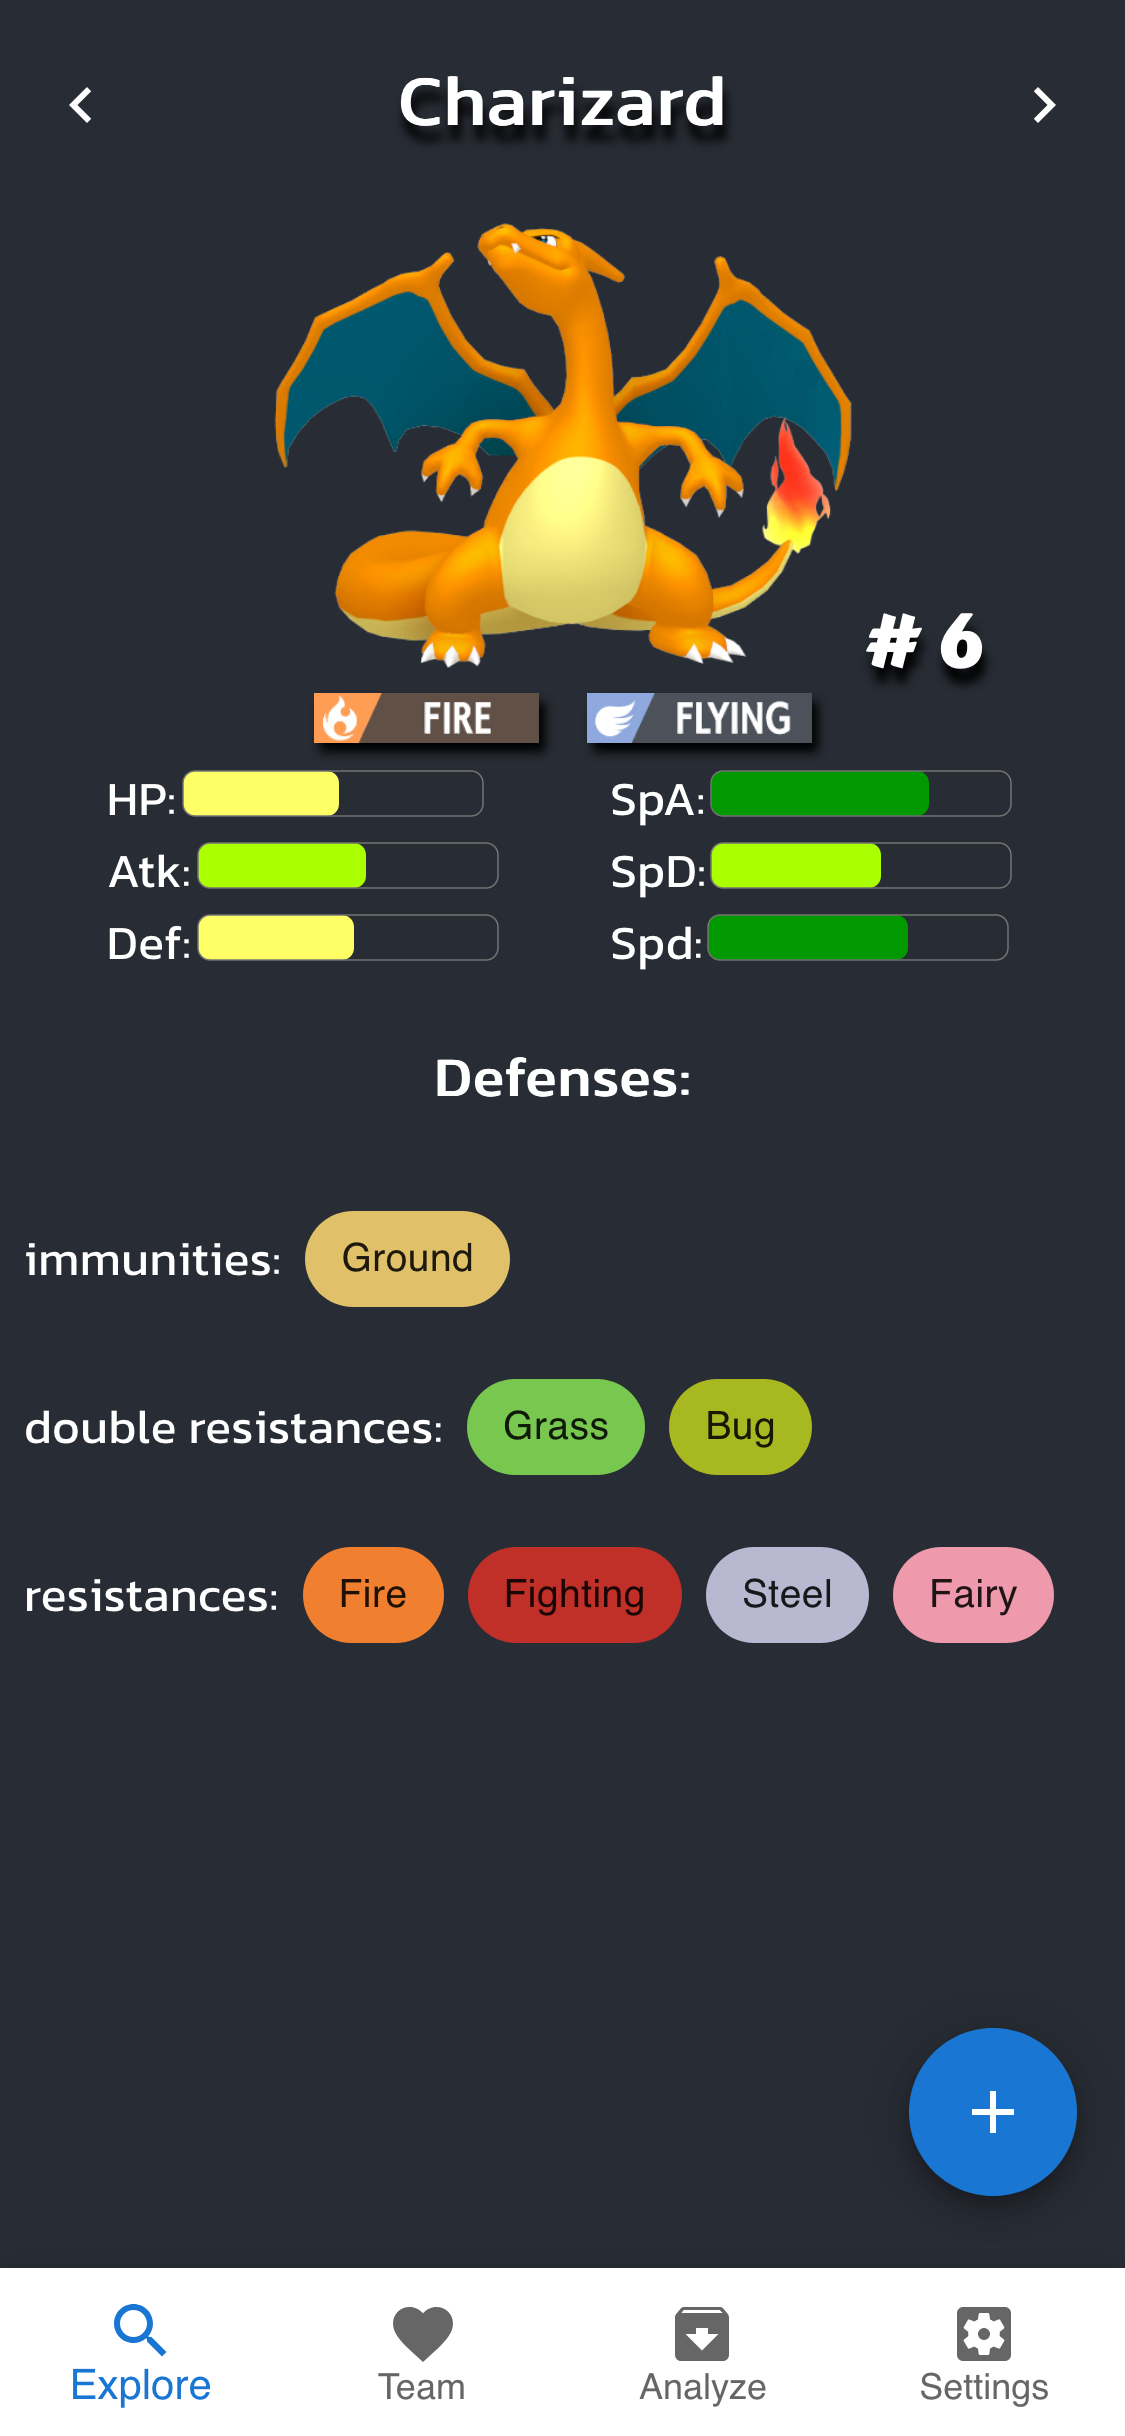 Charizard
# 6
FIRE FLYING
HP: SpA:
Atk: SpD:
Def: Spd:
Defenses:
immunities: Ground
double resistances: Grass Bug
resistances: Fire Fighting Steel Fairy
Explore Team Analyze Settings